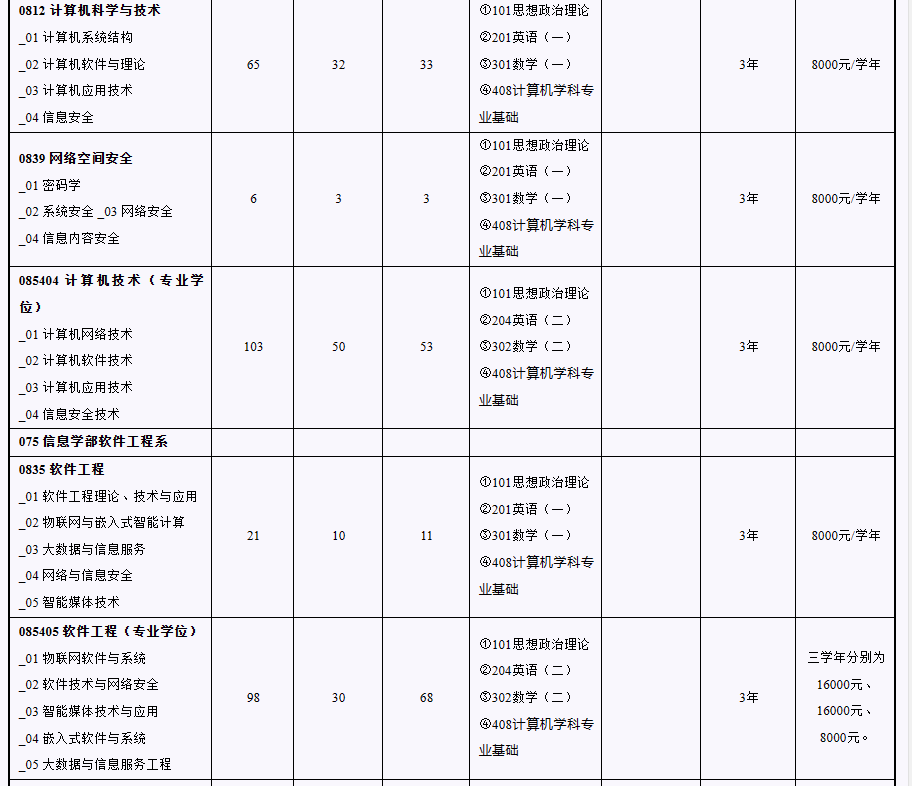 0812 计算机科学与技术
_01 计算机系统结构
_02 计算机软件与理论
_03 计算机应用技术
_04 信息安全
65
32
33
①101思想政治理论
②201英语（一）
③301数学（一）
④408计算机学科专
业基础
3年
8000元/学年
0839 网络空间安全
_01 密码学
_02 系统安全 _03 网络安全
_04 信息内容安全
6
3
3
①101思想政治理论
②201英语（一）
③301数学（一）
④408计算机学科专
业基础
3年
8000元/学年
085404 计算机技术（专业学
位）
_01 计算机网络技术
_02 计算机软件技术
_03 计算机应用技术
_04 信息安全技术
103
50
53
①101思想政治理论
②204英语（二）
③302数学（二）
④408计算机学科专
业基础
3年
8000元/学年
075 信息学部软件工程系
0835 软件工程
_01 软件工程理论、技术与应用
_02 物联网与嵌入式智能计算
_03 大数据与信息服务
_04 网络与信息安全
_05 智能媒体技术
21
10
11
①101思想政治理论
②201英语（一）
③301数学（一）
④408计算机学科专
业基础
3年
8000元/学年
085405 软件工程（专业学位）
_01 物联网软件与系统
_02 软件技术与网络安全
_03 智能媒体技术与应用
_04 嵌入式软件与系统
_05 大数据与信息服务工程
98
30
68
①101思想政治理论
②204英语（二）
③302数学（二）
④408计算机学科专
业基础
3年
三学年分别为
16000元、
16000元、
8000元。